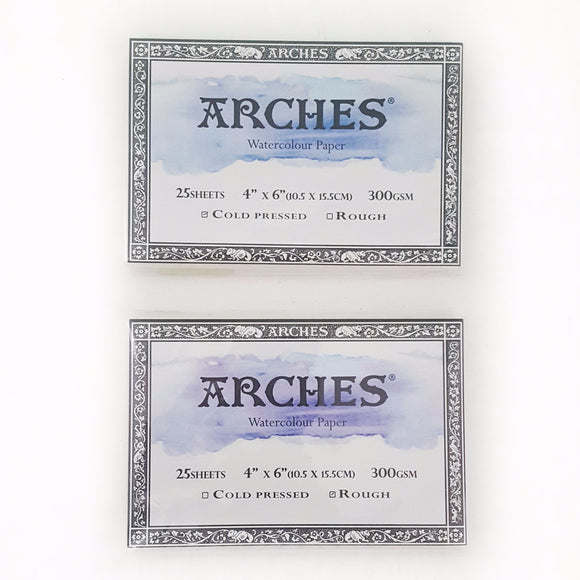 ARCHES
ARCHES®
Watercolour Paper
25SHEETS 4" X 6"(10.5 X 15.5CM) 300GSM
☑ COLD PRESSED ☐ ROUGH
ARCHES
ARCHES®
Watercolour Paper
25SHEETS 4" X 6"(10.5 X 15.5CM) 300GSM
☐ COLD PRESSED ☑ ROUGH